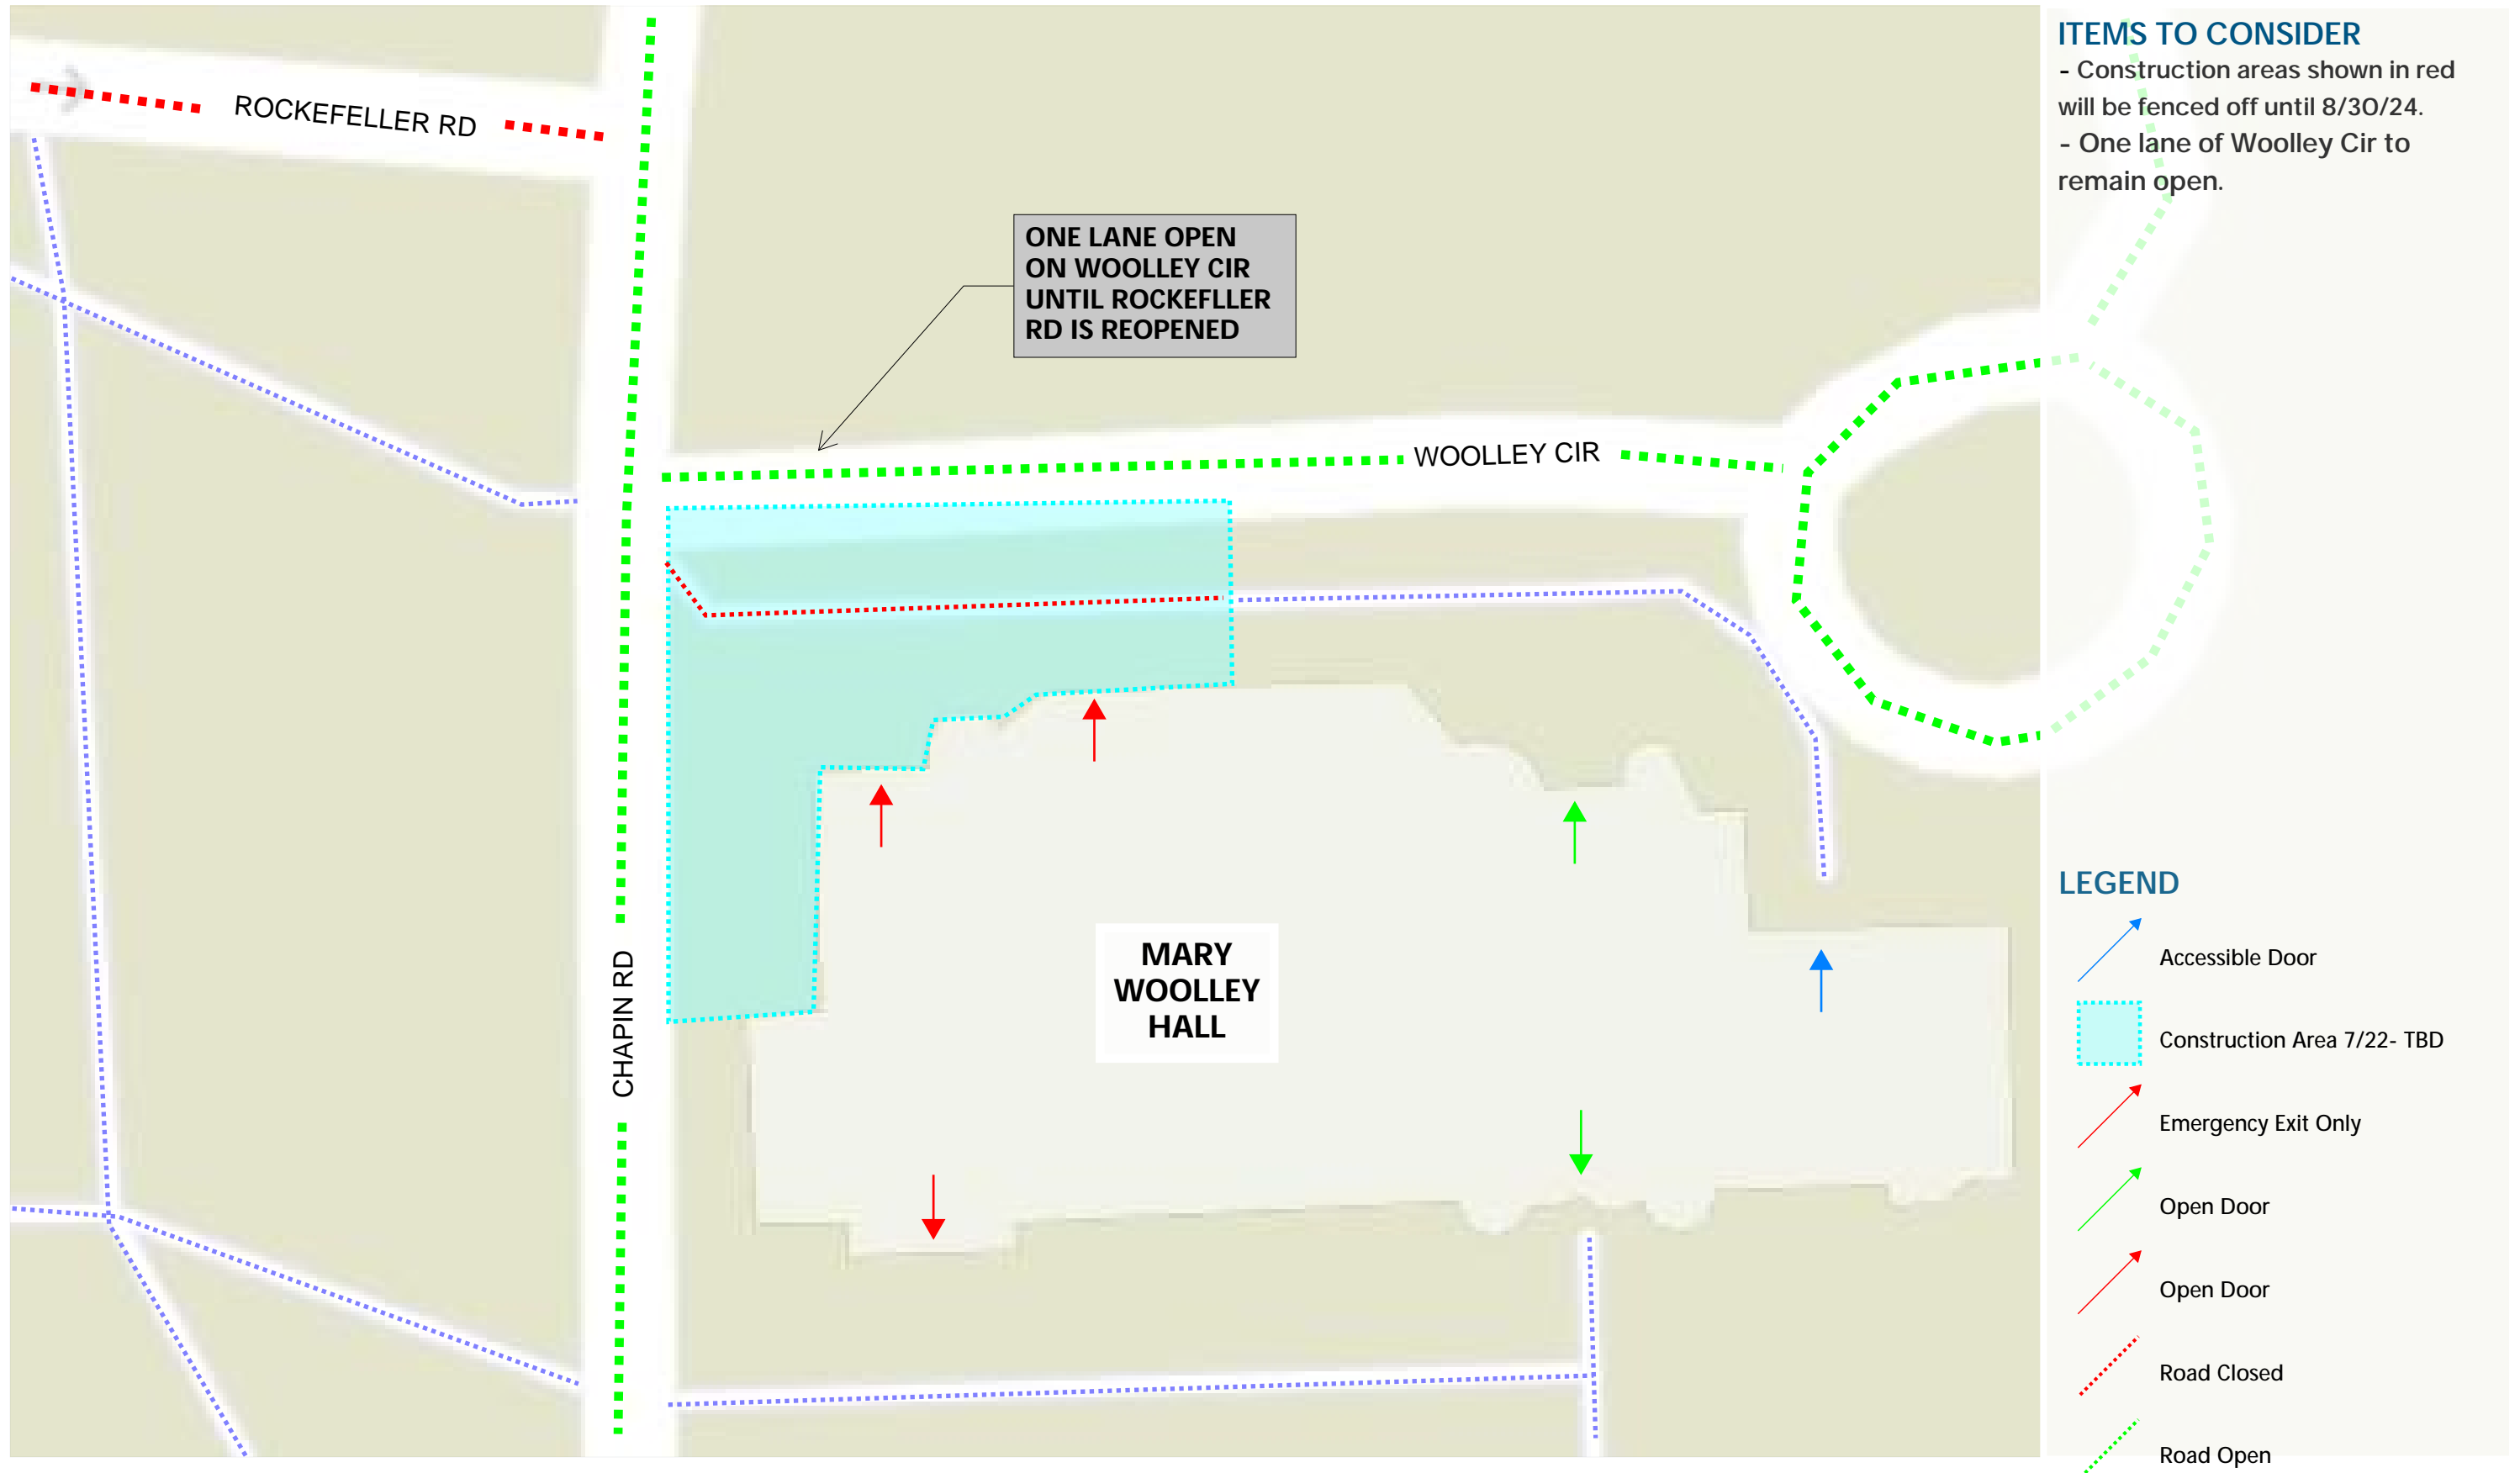 ITEMS TO CONSIDER
- Construction areas shown in red
will be fenced off until 8/30/24.
- One lane of Woolley Cir to
remain open.
ROCKEFELLER RD
ONE LANE OPEN
ON WOOLLEY CIR
UNTIL ROCKEFLLER
RD IS REOPENED
WOOLLEY CIR
CHAPIN RD
MARY
WOOLLEY
HALL
LEGEND
Accessible Door
Construction Area 7/22- TBD
Emergency Exit Only
Open Door
Open Door
Road Closed
Road Open